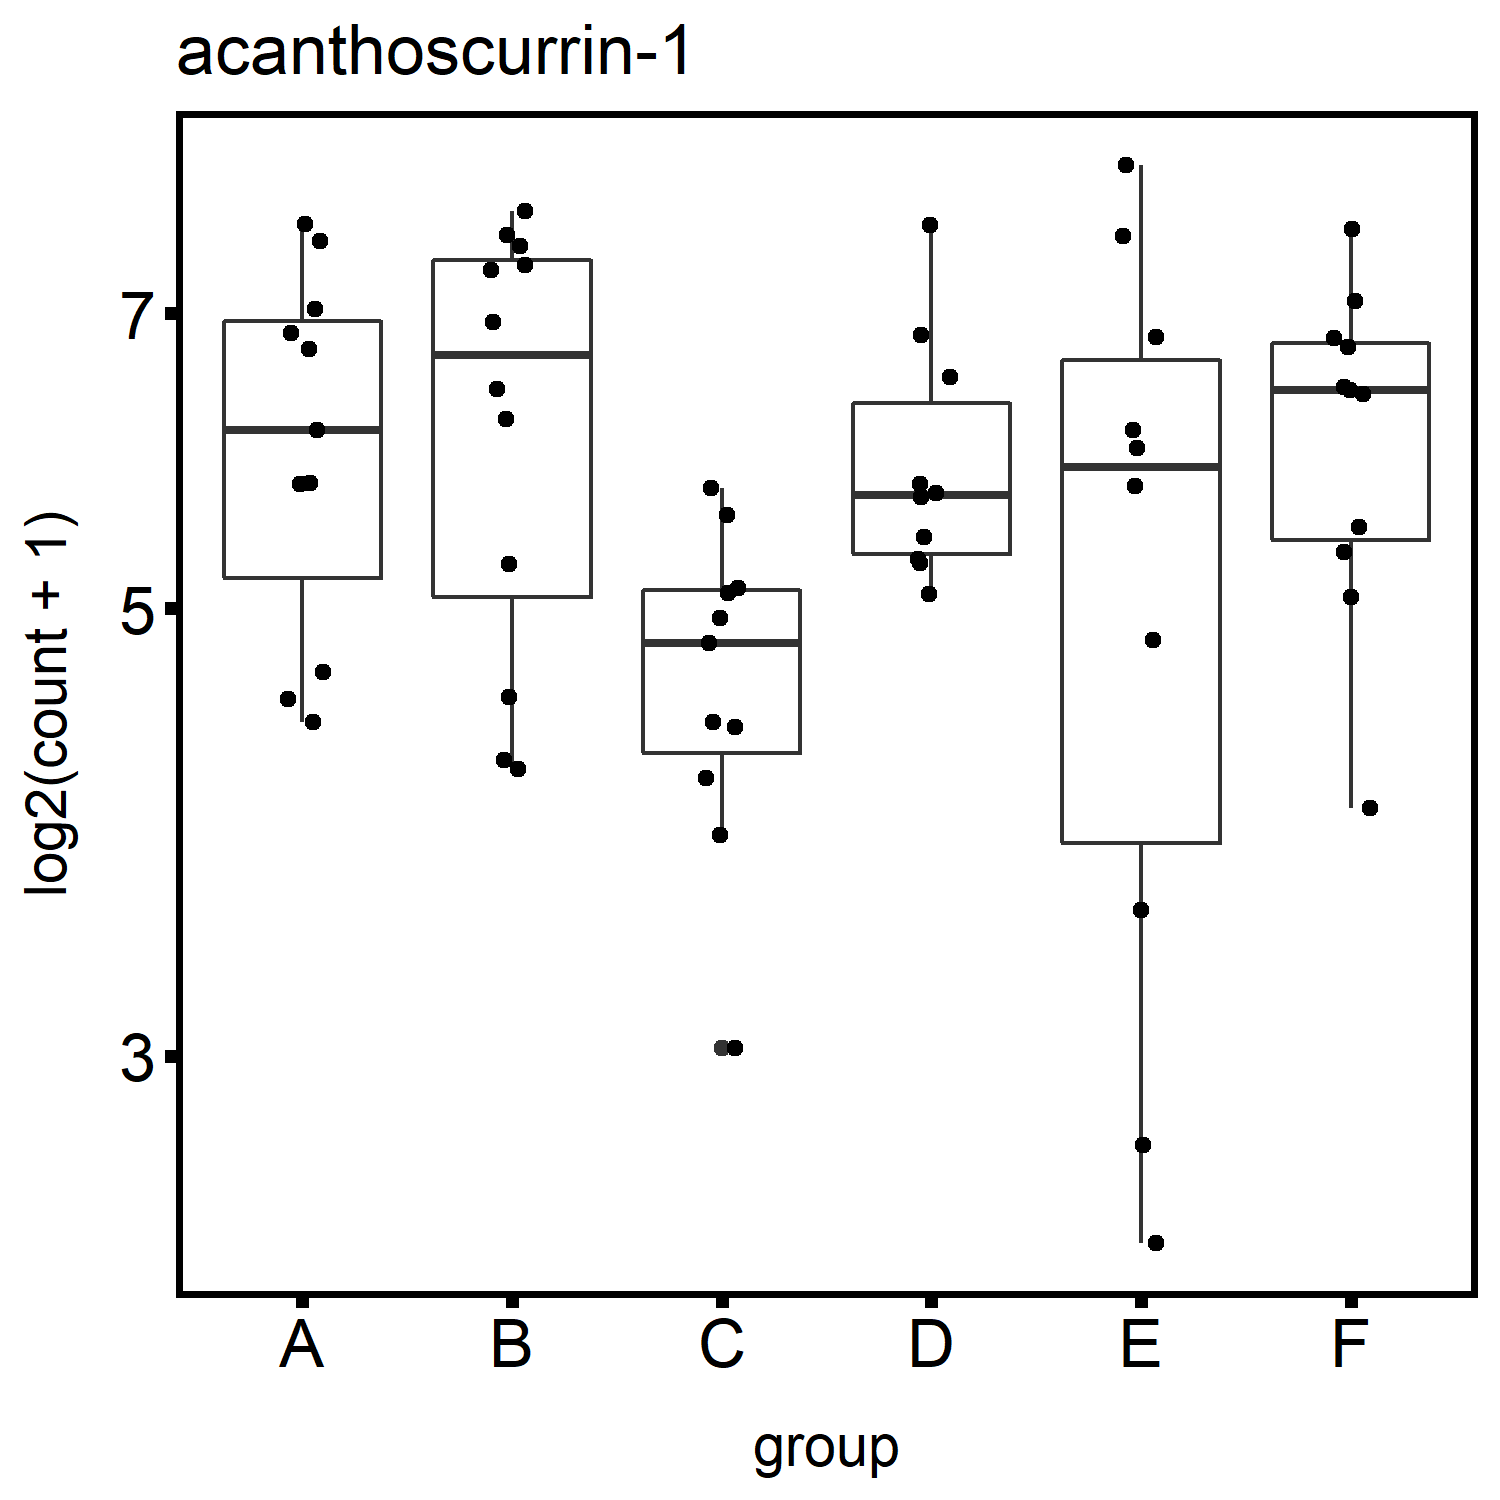 acanthoscurrin-1
log2(count + 1)
7
5
3
A B C D E F
group